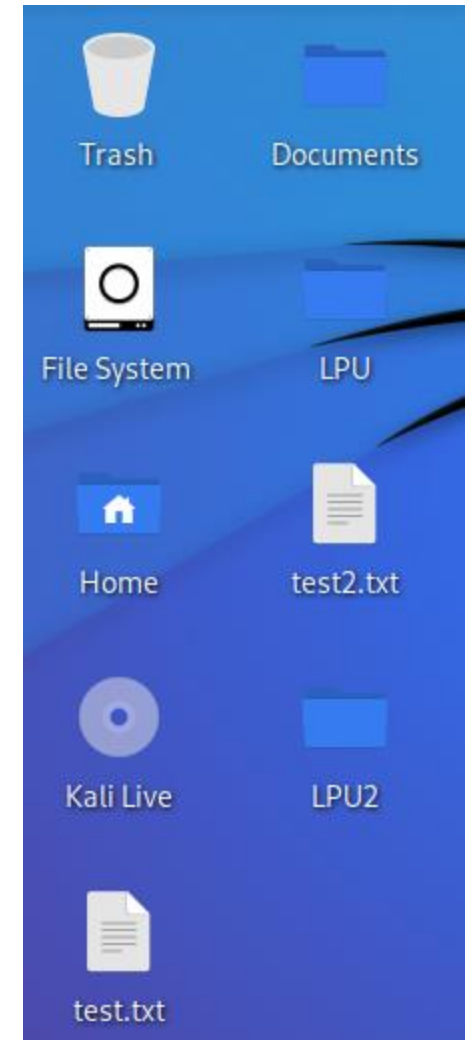 Trash
Documents
File System
LPU
Home
test2.txt
Kali Live
LPU2
test.txt